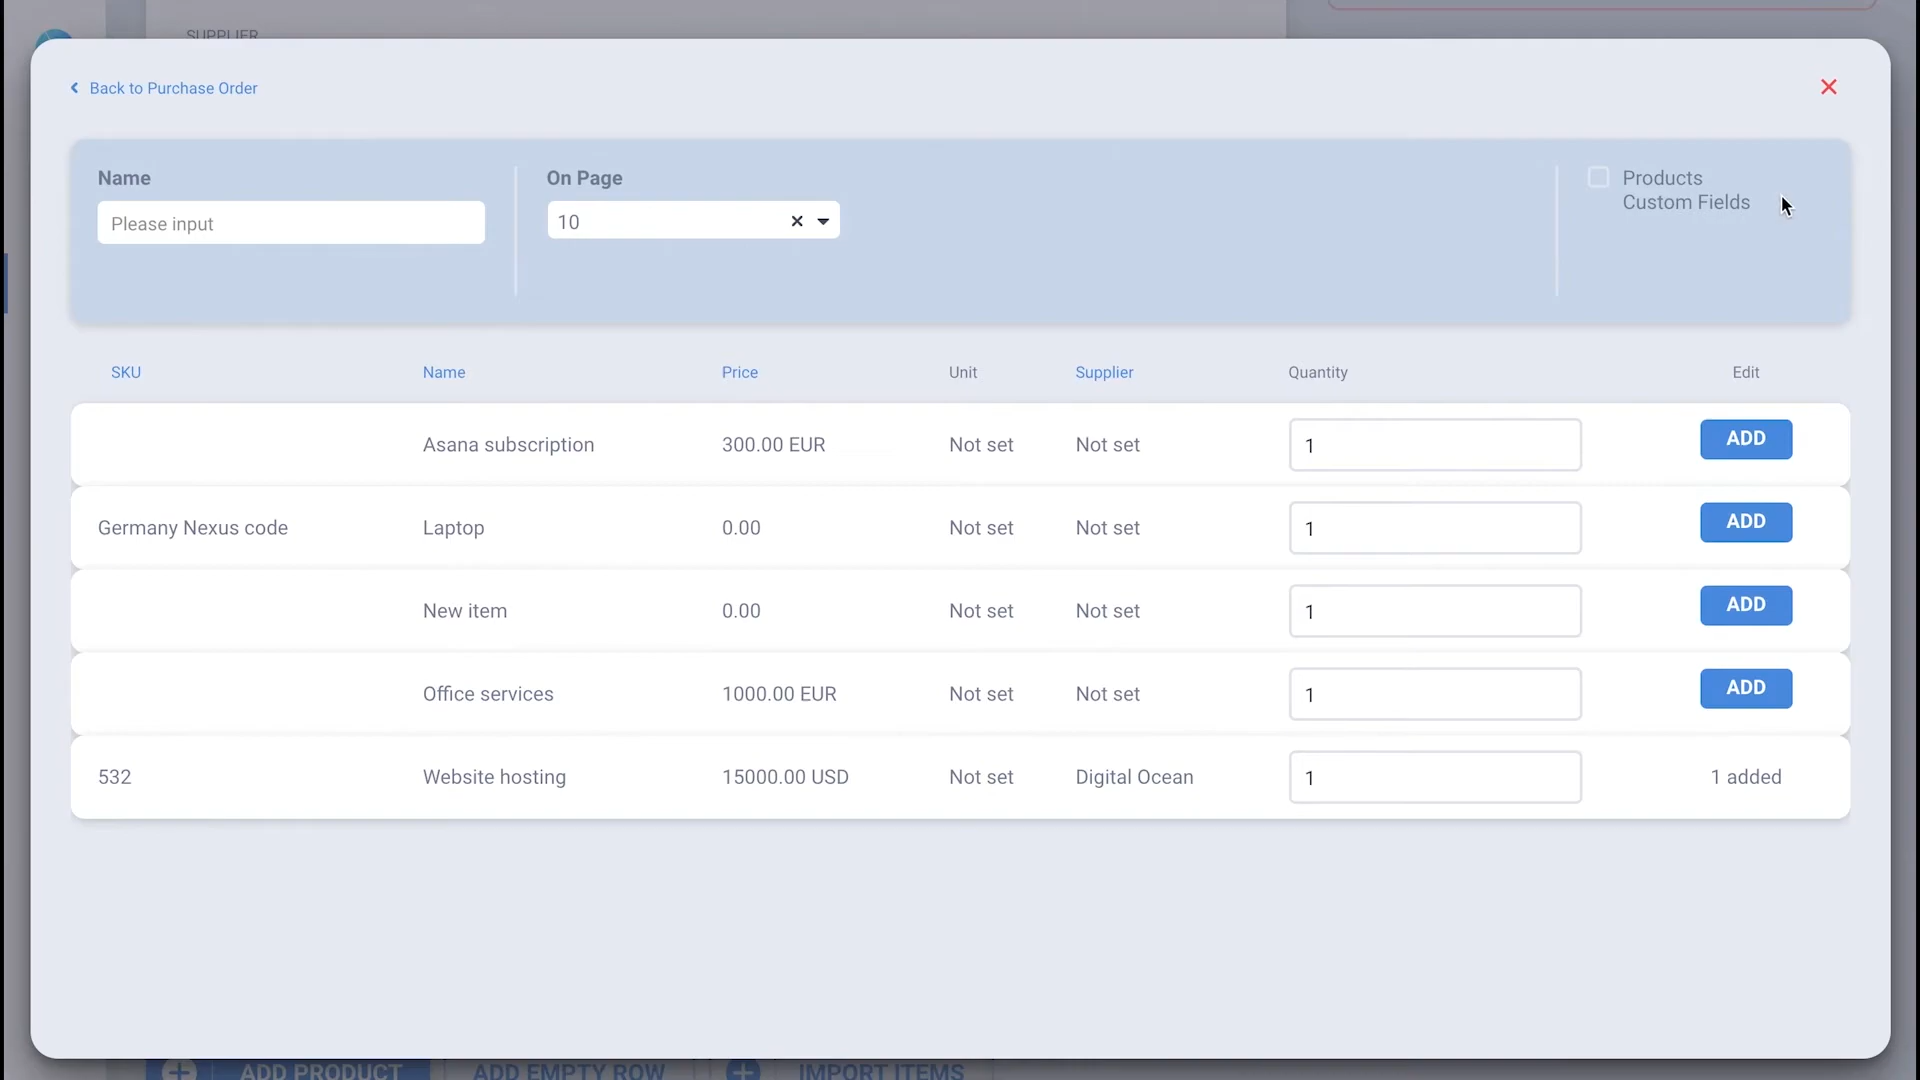 SUPPLIER
Back to Purchase Order
Name
On Page
Products
Custom Fields
Please input
10
SKU Name Price Unit Supplier Quantity Edit
Asana subscription 300.00 EUR Not set Not set 1 ADD
Germany Nexus code Laptop 0.00 Not set Not set 1 ADD
New item 0.00 Not set Not set 1 ADD
Office services 1000.00 EUR Not set Not set 1 ADD
532 Website hosting 15000.00 USD Not set Digital Ocean 1 1 added
ADD PRODUCT ADD EMPTY ROW IMPORT ITEMS